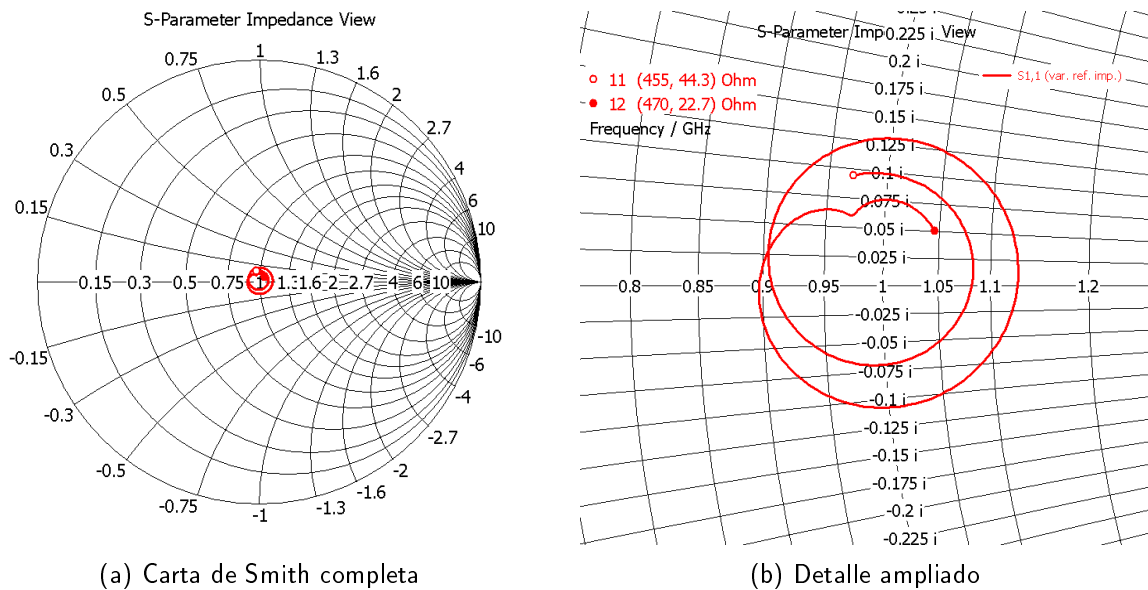 S-Parameter Impedance View
1
0.75
1.3
1.6
0.5
2
2.7
0.3
4
0.15
6
10
0.15
0.3
0.5
0.75
1
1.3
1.6
2
2.7
4
6
10
-0.15
-10
-6
-0.3
-4
-2.7
-0.5
-2
-0.75
-1.6
-1.3
-1
(a) Carta de Smith completa
0.25 i
0.225 i
S-Parameter Imp View
0.2 i
11 (455, 44.3) Ohm
S1,1 (var. ref. imp.)
0.175 i
12 (470, 22.7) Ohm
0.15 i
Frequency / GHz
0.125 i
0.1 i
0.075 i
0.05 i
0.025 i
0.8
0.85
0.9
0.95
1
1.05
1.1
1.2
-0.025 i
-0.05 i
-0.075 i
-0.1 i
-0.125 i
-0.15 i
-0.175 i
-0.2 i
-0.225 i
(b) Detalle ampliado